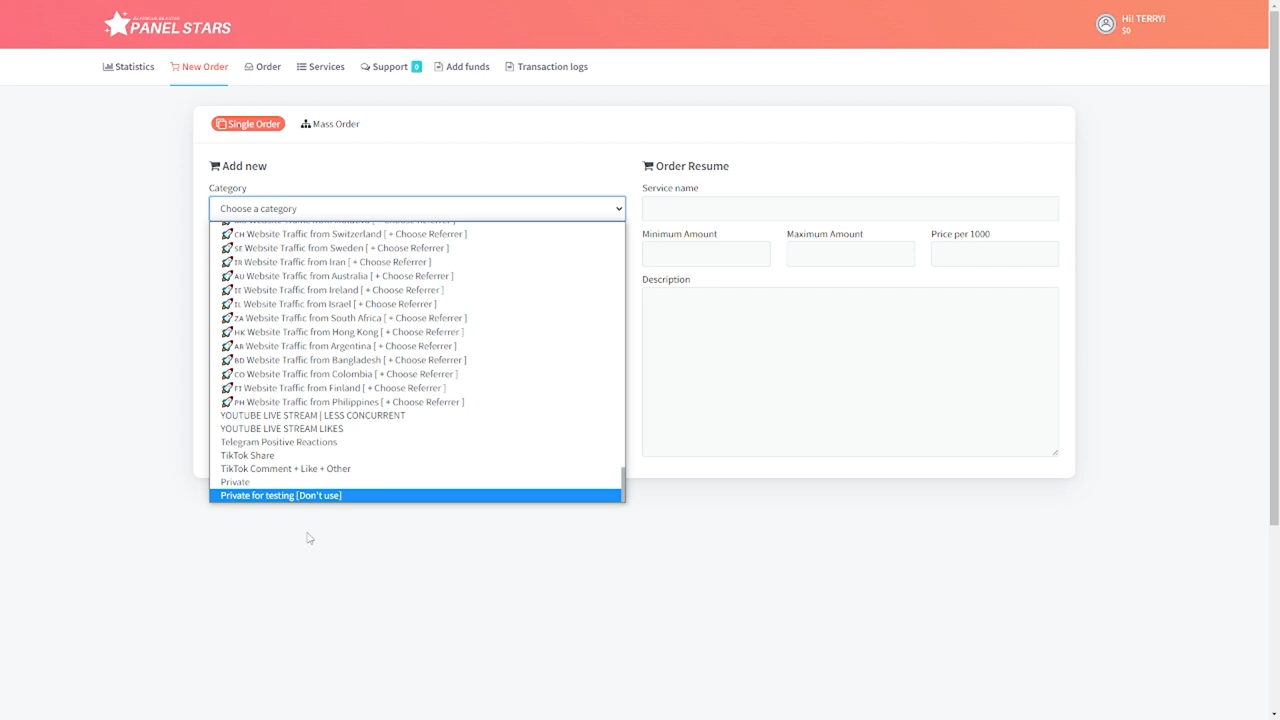 PANEL STARS
Hi! TERRY!
$0
Statistics
New Order
Order
Services
Support 0
Add funds
Transaction logs
Single Order
Mass Order
Add new
Category
Choose a category
CH Website Traffic from Switzerland [ + Choose Referrer ]
SE Website Traffic from Sweden [ + Choose Referrer ]
IR Website Traffic from Iran [ + Choose Referrer ]
AU Website Traffic from Australia [ + Choose Referrer ]
IE Website Traffic from Ireland [ + Choose Referrer ]
IL Website Traffic from Israel [ + Choose Referrer ]
ZA Website Traffic from South Africa [ + Choose Referrer ]
HK Website Traffic from Hong Kong [ + Choose Referrer ]
AR Website Traffic from Argentina [ + Choose Referrer ]
BD Website Traffic from Bangladesh [ + Choose Referrer ]
CO Website Traffic from Colombia [ + Choose Referrer ]
FI Website Traffic from Finland [ + Choose Referrer ]
PH Website Traffic from Philippines [ + Choose Referrer ]
YOUTUBE LIVE STREAM | LESS CONCURRENT
YOUTUBE LIVE STREAM LIKES
Telegram Positive Reactions
TikTok Share
TikTok Comment + Like + Other
Private
Private for testing [Don't use]
Order Resume
Service name
Minimum Amount
Maximum Amount
Price per 1000
Description